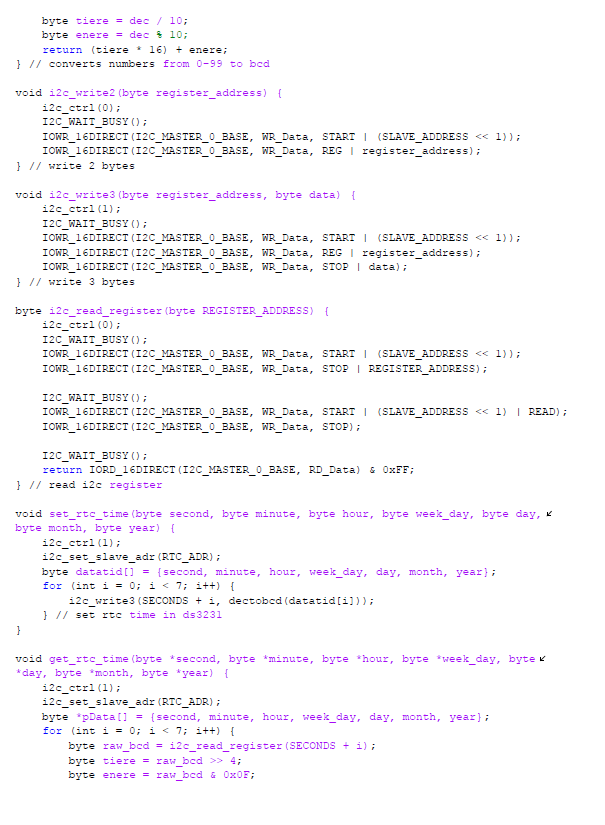 byte tiere = dec / 10;
byte enere = dec % 10;
return (tiere * 16) + enere;
} // converts numbers from 0-99 to bcd
void i2c_write2(byte register_address) {
i2c_ctrl(0);
I2C_WAIT_BUSY();
IOWR_16DIRECT(I2C_MASTER_0_BASE, WR_Data, START | (SLAVE_ADDRESS << 1));
IOWR_16DIRECT(I2C_MASTER_0_BASE, WR_Data, REG | register_address);
} // write 2 bytes
void i2c_write3(byte register_address, byte data) {
i2c_ctrl(1);
I2C_WAIT_BUSY();
IOWR_16DIRECT(I2C_MASTER_0_BASE, WR_Data, START | (SLAVE_ADDRESS << 1));
IOWR_16DIRECT(I2C_MASTER_0_BASE, WR_Data, REG | register_address);
IOWR_16DIRECT(I2C_MASTER_0_BASE, WR_Data, STOP | data);
} // write 3 bytes
byte i2c_read_register(byte REGISTER_ADDRESS) {
i2c_ctrl(0);
I2C_WAIT_BUSY();
IOWR_16DIRECT(I2C_MASTER_0_BASE, WR_Data, START | (SLAVE_ADDRESS << 1));
IOWR_16DIRECT(I2C_MASTER_0_BASE, WR_Data, STOP | REGISTER_ADDRESS);
I2C_WAIT_BUSY();
IOWR_16DIRECT(I2C_MASTER_0_BASE, WR_Data, START | (SLAVE_ADDRESS << 1) | READ);
IOWR_16DIRECT(I2C_MASTER_0_BASE, WR_Data, STOP);
I2C_WAIT_BUSY();
return IORD_16DIRECT(I2C_MASTER_0_BASE, RD_Data) & 0xFF;
} // read i2c register
void set_rtc_time(byte second, byte minute, byte hour, byte week_day, byte day, ↙
byte month, byte year) {
i2c_ctrl(1);
i2c_set_slave_adr(RTC_ADR);
byte datatid[] = {second, minute, hour, week_day, day, month, year};
for (int i = 0; i < 7; i++) {
i2c_write3(SECONDS + i, dectobcd(datatid[i]));
} // set rtc time in ds3231
}
void get_rtc_time(byte *second, byte *minute, byte *hour, byte *week_day, byte ↙
*day, byte *month, byte *year) {
i2c_ctrl(1);
i2c_set_slave_adr(RTC_ADR);
byte *pData[] = {second, minute, hour, week_day, day, month, year};
for (int i = 0; i < 7; i++) {
byte raw_bcd = i2c_read_register(SECONDS + i);
byte tiere = raw_bcd >> 4;
byte enere = raw_bcd & 0x0F;